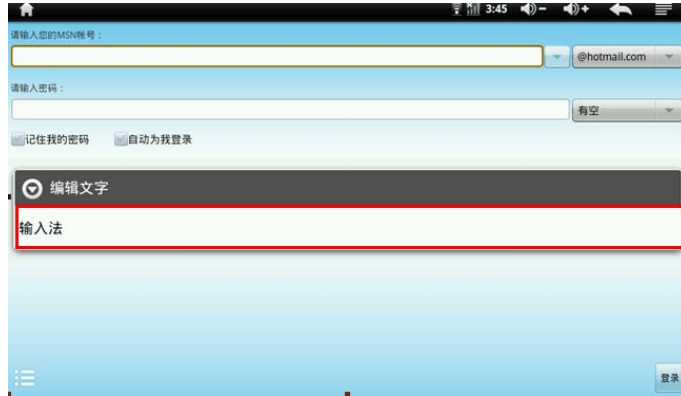 3:45
请输入您的MSN帐号：
@hotmail.com
请输入密码：
有空
记住我的密码 自动为我登录
编辑文字
输入法
登录